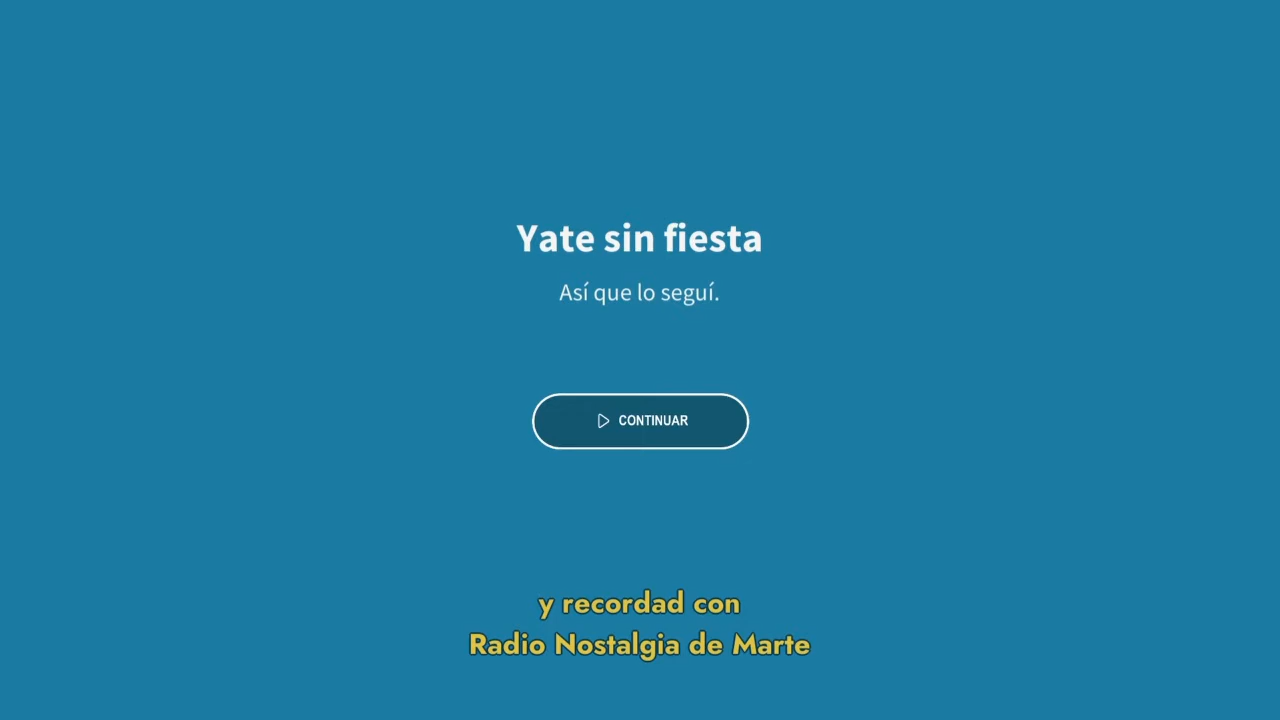 Yate sin fiesta
Así que lo seguí.
CONTINUAR
y recordad con
Radio Nostalgia de Marte